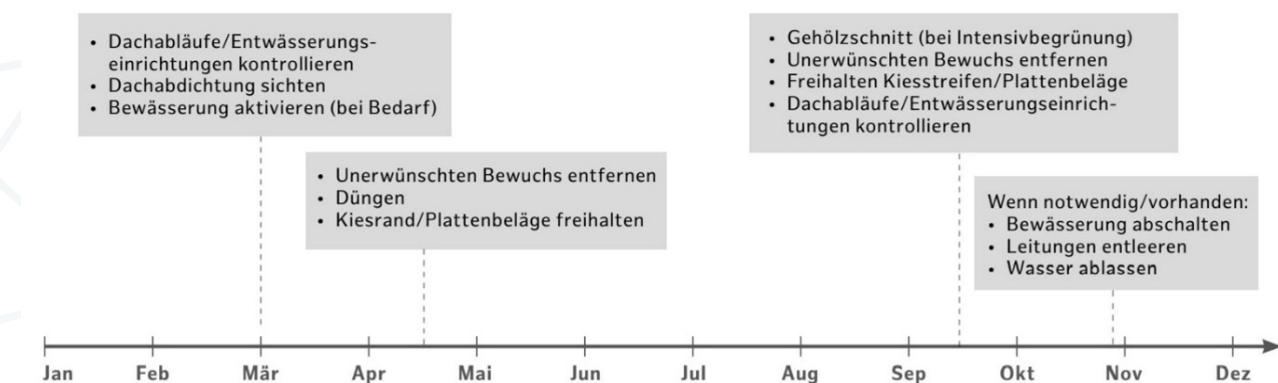 • Dachabläufe/Entwässerungs-
einrichtungen kontrollieren
• Dachabdichtung sichten
• Bewässerung aktivieren (bei Bedarf)
• Unerwünschten Bewuchs entfernen
• Düngen
• Kiesrand/Plattenbeläge freihalten
• Gehölzschnitt (bei Intensivbegrünung)
• Unerwünschten Bewuchs entfernen
• Freihalten Kiesstreifen/Plattenbeläge
• Dachabläufe/Entwässerungseinrich-
tungen kontrollieren
Wenn notwendig/vorhanden:
• Bewässerung abschalten
• Leitungen entleeren
• Wasser ablassen
Jan Feb Mär Apr Mai Jun Jul Aug Sep Okt Nov Dez